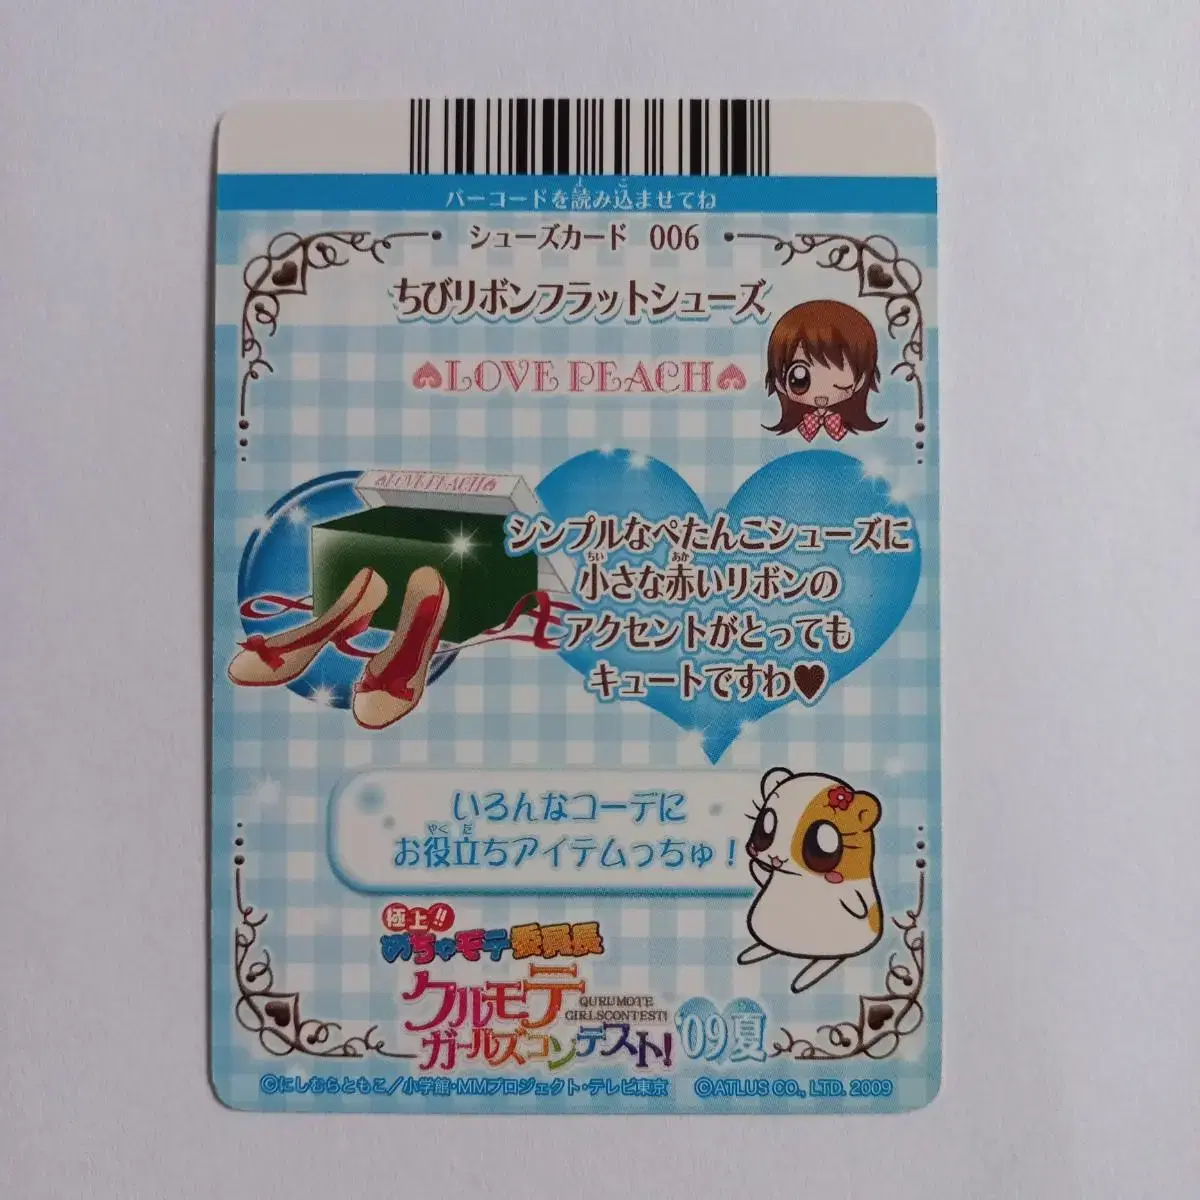 バーコードを読み込ませてね
シューズカード 006
ちびリボンフラットシューズ
LOVE PEACH
LOVE PEACH
シンプルなぺたんこシューズに
小さな赤いリボンの
アクセントがとっても
キュートですわ♥
いろんなコーデに
お役立ちアイテムっちゅ！
極上!!
めちゃモテ委員長
クルモテ
QURUMOTE
GIRLSCONTEST!
ガールズコンテスト!
'09夏
©にしむらともこ／小学館・MMプロジェクト・テレビ東京 ©ATLUS CO., LTD. 2009